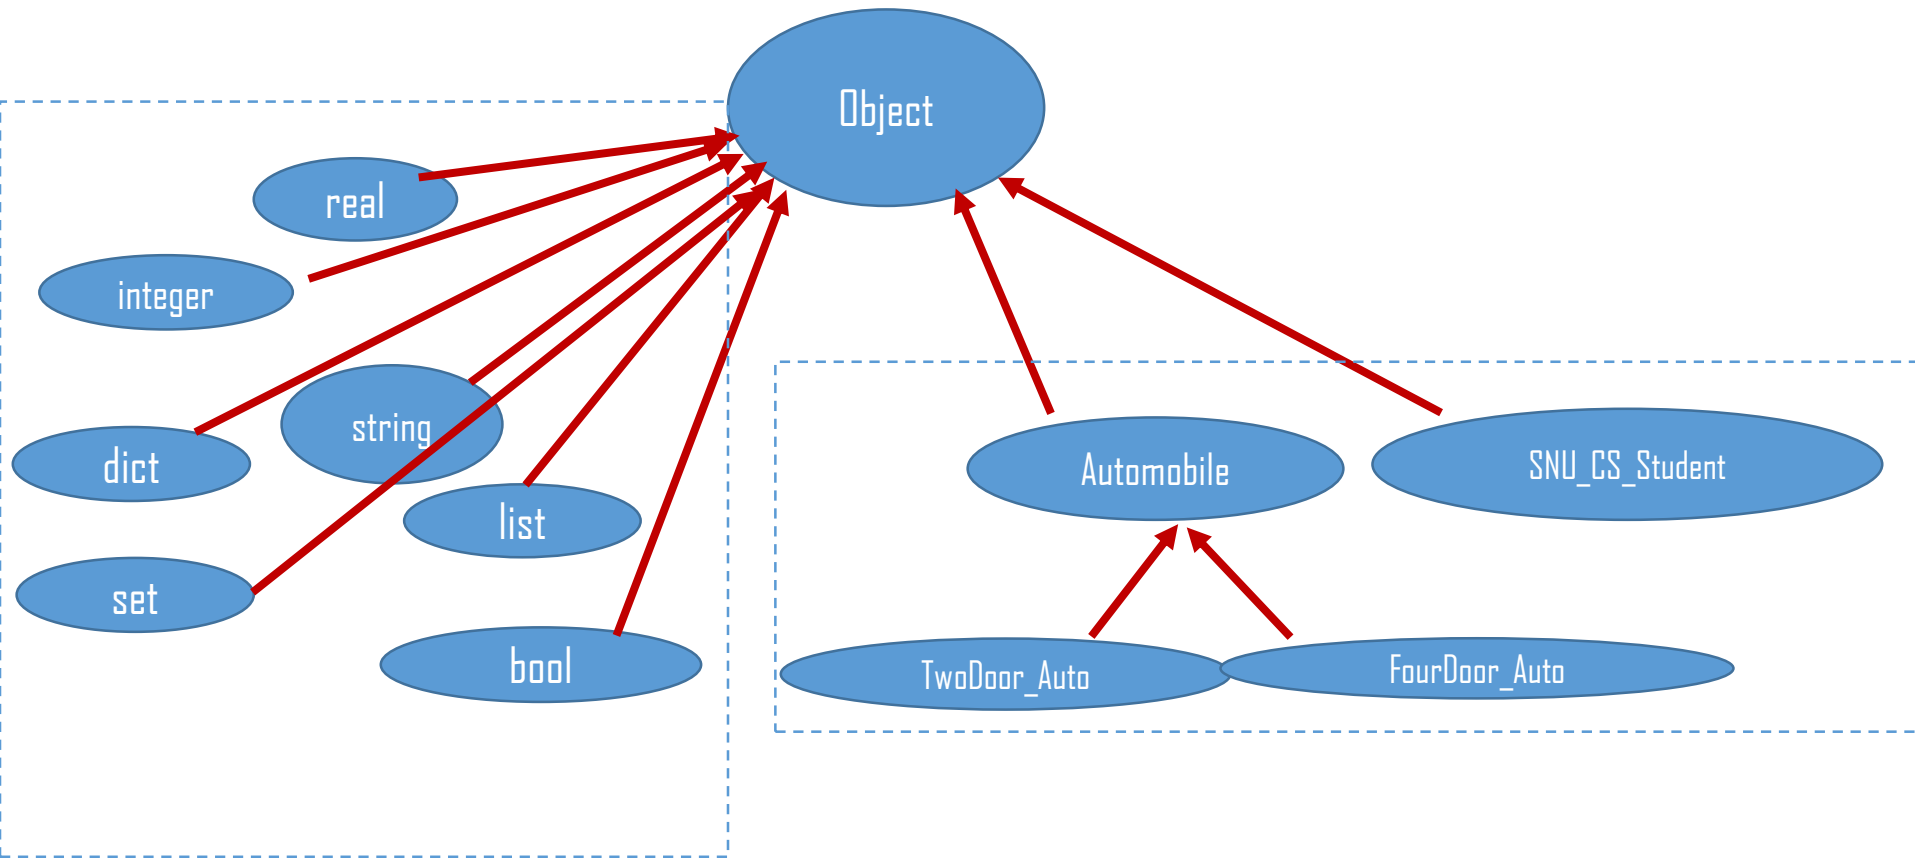 Object
real
integer
string
dict
list
set
bool
Automobile
SNU_CS_Student
TwoDoor_Auto
FourDoor_Auto